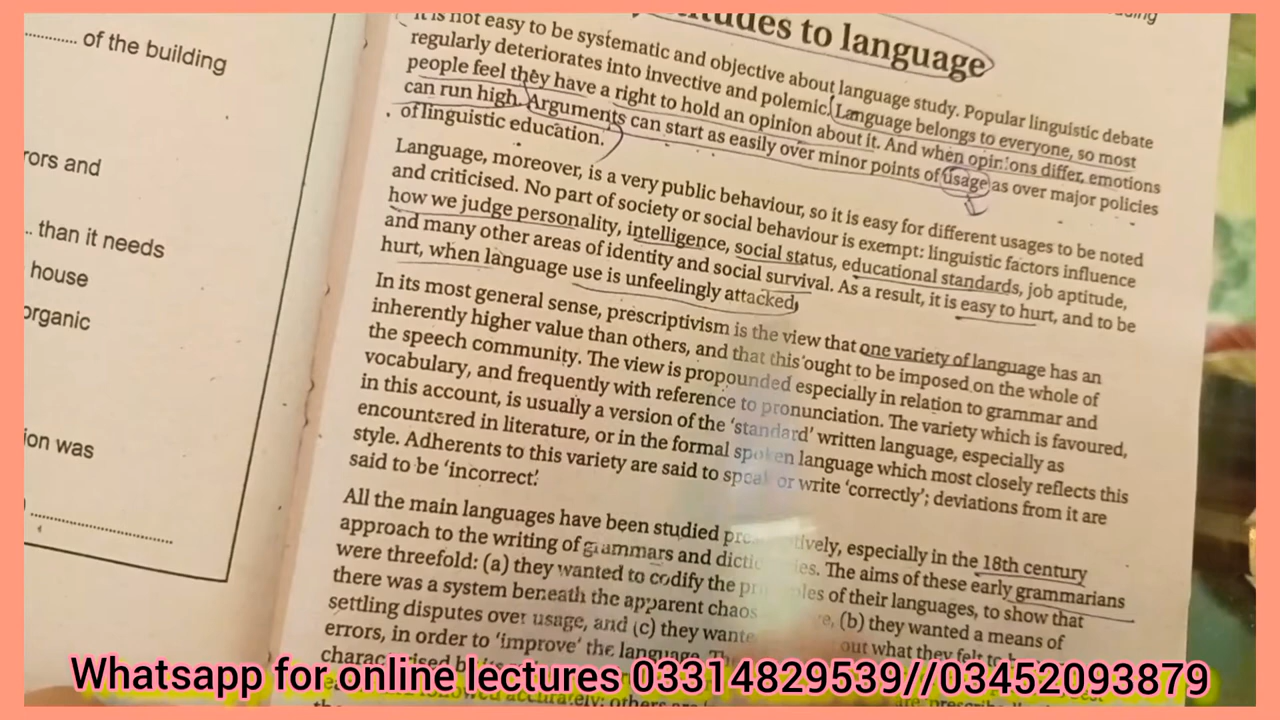 ............. of the building
rors and
.. than it needs
house
organic
ion was
................................
to language
It is not easy to be systematic and objective about language study. Popular linguistic debate
regularly deteriorates into invective and polemic. Language belongs to everyone, so most
people feel they have a right to hold an opinion about it. And when opinions differ, emotions
can run high. Arguments can start as easily over minor points of usage as over major policies
of linguistic education.
Language, moreover, is a very public behaviour, so it is easy for different usages to be noted
and criticised. No part of society or social behaviour is exempt: linguistic factors influence
how we judge personality, intelligence, social status, educational standards, job aptitude,
and many other areas of identity and social survival. As a result, it is easy to hurt, and to be
hurt, when language use is unfeelingly attacked.
In its most general sense, prescriptivism is the view that one variety of language has an
inherently higher value than others, and that this ought to be imposed on the whole of
the speech community. The view is propounded especially in relation to grammar and
vocabulary, and frequently with reference to pronunciation. The variety which is favoured,
in this account, is usually a version of the 'standard' written language, especially as
encountered in literature, or in the formal spoken language which most closely reflects this
style. Adherents to this variety are said to speak or write 'correctly'; deviations from it are
said to be 'incorrect'.
All the main languages have been studied tively, especially in the 18th century
approach to the writing of grammars and The aims of these early grammarians
were threefold: (a) they wanted to codify the of their languages, to show that
there was a system beneath the apparent chaos (b) they wanted a means of
settling disputes over usage, and (c) they out what they felt to
errors, in order to 'improve' the language.
Whatsapp for online lectures 03314829539//03452093879